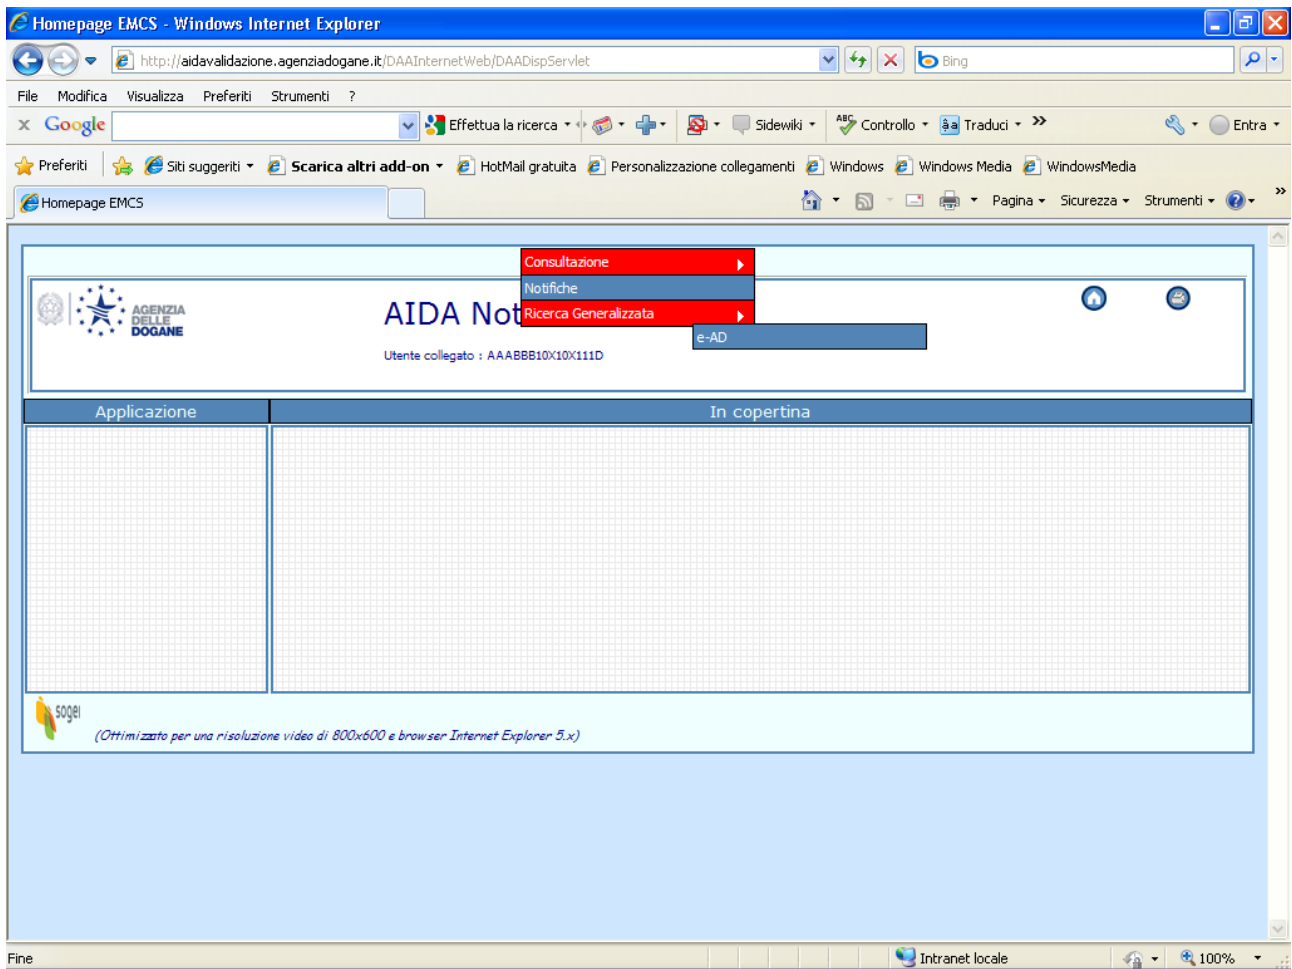 Homepage EMCS - Windows Internet Explorer
http://aidavalidazione.agenziadogane.it/DAAInternetWeb/DAADispServlet
Bing
File Modifica Visualizza Preferiti Strumenti ?
x Google Effettua la ricerca Sidewiki Controllo Traduci Entra
Preferiti Siti suggeriti Scarica altri add-on HotMail gratuita Personalizzazione collegamenti Windows Windows Media WindowsMedia
Homepage EMCS Pagina Sicurezza Strumenti
Consultazione
Notifiche
Ricerca Generalizzata
e-AD
AGENZIA
DELLE
DOGANE
AIDA Not
Utente collegato : AAABBB10X10X111D
Applicazione In copertina
sogei
(Ottimizzato per una risoluzione video di 800x600 e browser Internet Explorer 5.x)
Fine Intranet locale 100%